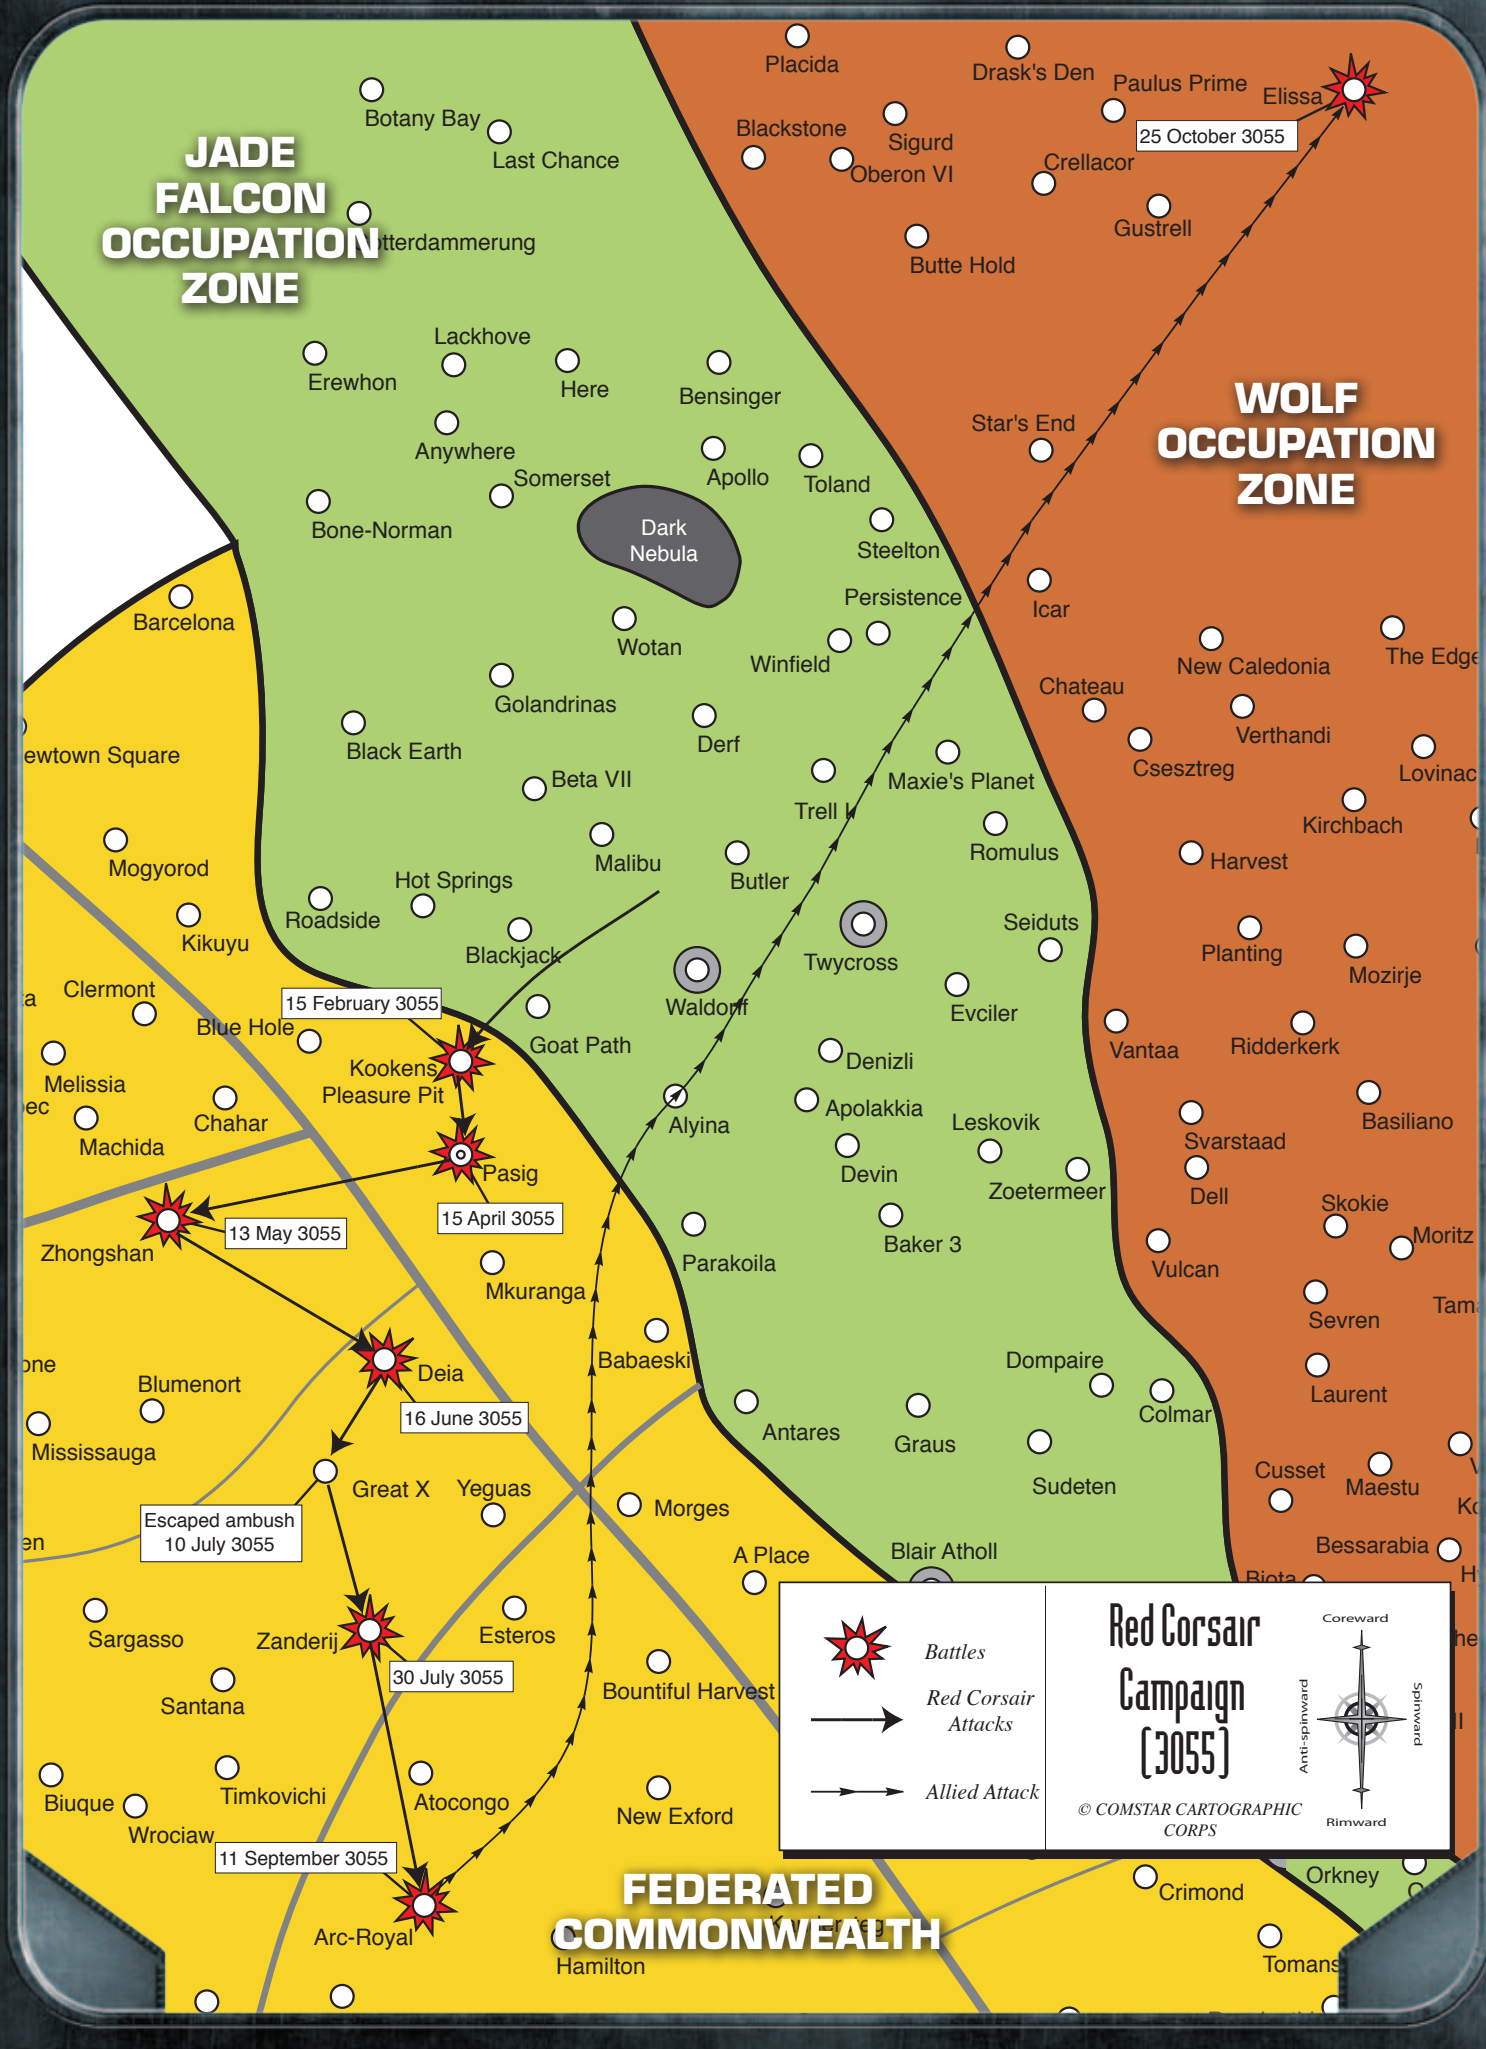 Placida
Drask's Den
Paulus Prime
Elissa
25 October 3055
Botany Bay
Last Chance
Blackstone
Sigurd
Oberon VI
Crellacor
Gustrell
Butte Hold
JADE
FALCON
OCCUPATION
ZONE
Erewhon
Lackhove
Here
Bensinger
Anywhere
Somerset
Apollo
Toland
Bone-Norman
Dark
Nebula
Steelton
Star's End
WOLF
OCCUPATION
ZONE
Barcelona
Wotan
Persistence
Winfield
Icar
New Caledonia
The Edge
Golandrinas
Chateau
Verthandi
Black Earth
Derf
ewtown Square
Beta VII
Maxie's Planet
Csesztreg
Lovinac
Trell I
Kirchbach
Mogyorod
Malibu
Butler
Romulus
Harvest
Hot Springs
Roadside
Kikuyu
Blackjack
Twycross
Seiduts
Planting
Mozirje
Clermont
15 February 3055
Waldorff
Evciler
Blue Hole
Goat Path
Kookens
Pleasure Pit
Denizli
Vantaa
Ridderkerk
Melissia
Chahar
Machida
Alyina
Apolakkia
Leskovik
Svarstaad
Basiliano
Pasig
Devin
Zoetermeer
Dell
15 April 3055
13 May 3055
Zhongshan
Skokie
Moritz
Baker 3
Parakoila
Vulcan
Mkuranga
Sevren
Tama
Babaeski
Deia
Dompaire
Blumenort
Laurent
16 June 3055
Colmar
Mississauga
Antares
Graus
Great X
Yeguas
Morges
Sudeten
Cusset
Maestu
Escaped ambush
10 July 3055
A Place
Blair Atholl
Bessarabia
Biota
Sargasso
Zanderij
Esteros
30 July 3055
Santana
Bountiful Harvest
Biuque
Wrociaw
Timkovichi
Atocongo
New Exford
11 September 3055
Arc-Royal
FEDERATED
COMMONWEALTH
Hamilton
Battles
Red Corsair
Attacks
Allied Attack
Red Corsair
Campaign
(3055)
© COMSTAR CARTOGRAPHIC
CORPS
Coreward
Anti-spinward
Spinward
Rimward
Crimond
Orkney
Tomans